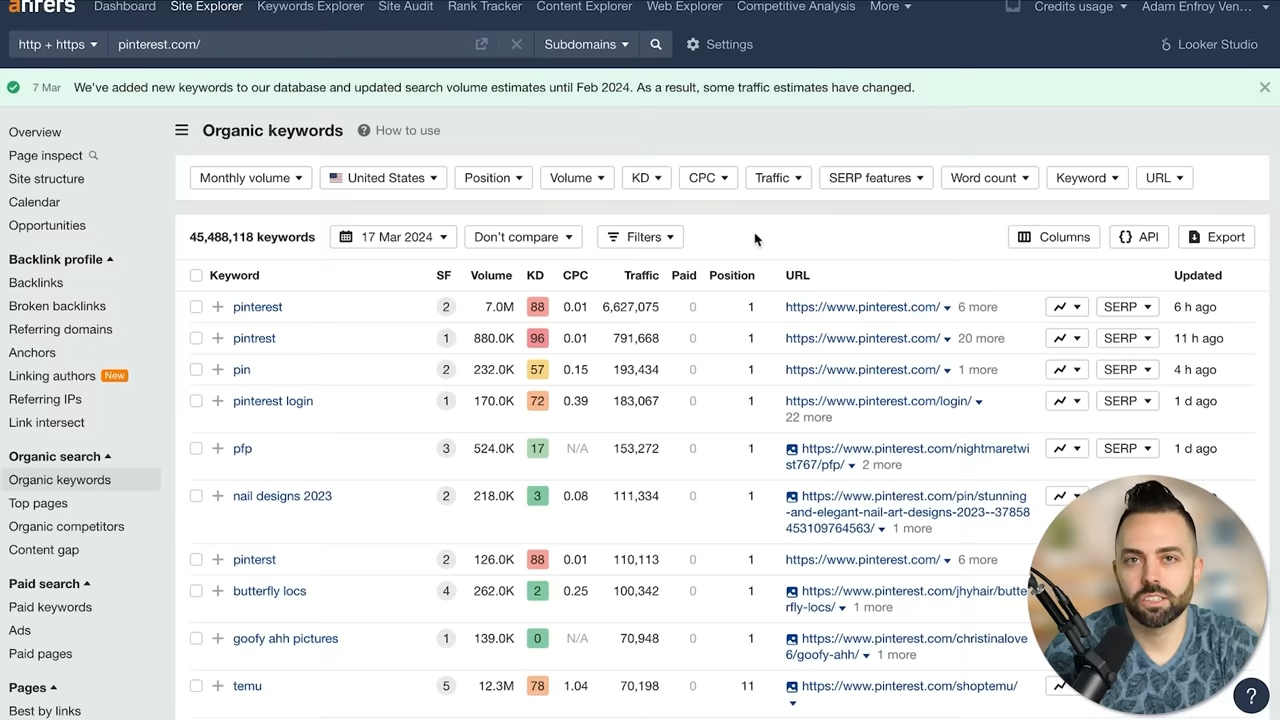 ahrefs Dashboard Site Explorer Keywords Explorer Site Audit Rank Tracker Content Explorer Web Explorer Competitive Analysis More Credits usage Adam Enfroy Ven...
http + https pinterest.com/ Subdomains Settings Looker Studio
7 Mar We've added new keywords to our database and updated search volume estimates until Feb 2024. As a result, some traffic estimates have changed.
Overview
Page inspect
Site structure
Calendar
Opportunities
Backlink profile
Backlinks
Broken backlinks
Referring domains
Anchors
Linking authors New
Referring IPs
Link intersect
Organic search
Organic keywords
Top pages
Organic competitors
Content gap
Paid search
Paid keywords
Ads
Paid pages
Pages
Best by links
Organic keywords ? How to use
Monthly volume United States Position Volume KD CPC Traffic SERP features Word count Keyword URL
45,488,118 keywords 17 Mar 2024 Don't compare Filters Columns {} API Export
Keyword SF Volume KD CPC Traffic Paid Position URL Updated
+ pinterest 2 7.0M 88 0.01 6,627,075 0 1 https://www.pinterest.com/ 6 more SERP 6 h ago
+ pintrest 1 880.0K 96 0.01 791,668 0 1 https://www.pinterest.com/ 20 more SERP 11 h ago
+ pin 2 232.0K 57 0.15 193,434 0 1 https://www.pinterest.com/ 1 more SERP 4 h ago
+ pinterest login 1 170.0K 72 0.39 183,067 0 1 https://www.pinterest.com/login/ SERP 1 d ago
22 more
+ pfp 3 524.0K 17 N/A 153,272 0 1 https://www.pinterest.com/nightmaretwi SERP 1 d ago
st767/pfp/ 2 more
+ nail designs 2023 2 218.0K 3 0.08 111,334 0 1 https://www.pinterest.com/pin/stunning
-and-elegant-nail-art-designs-2023--37858
453109764563/ 1 more
+ pinterst 2 126.0K 88 0.01 110,113 0 1 https://www.pinterest.com/ 6 more
+ butterfly locs 4 262.0K 2 0.25 100,342 0 1 https://www.pinterest.com/jhyhair/butte
rfly-locs/ 1 more
+ goofy ahh pictures 1 139.0K 0 N/A 70,948 0 1 https://www.pinterest.com/christinalove
6/goofy-ahh/ 1 more
+ temu 5 12.3M 78 1.04 70,198 0 11 https://www.pinterest.com/shoptemu/
?